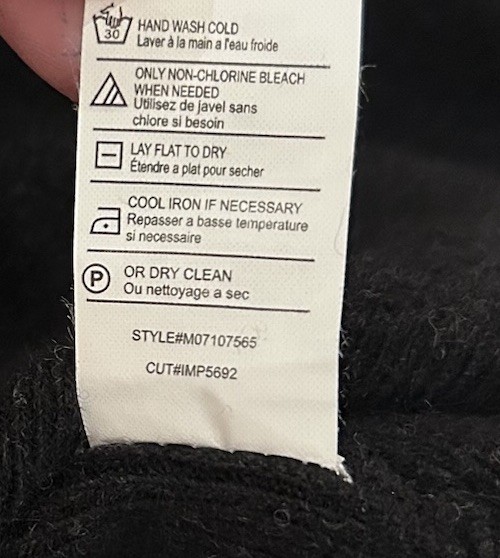 30
HAND WASH COLD
Laver à la main a l'eau froide
ONLY NON-CHLORINE BLEACH
WHEN NEEDED
Utilisez de javel sans
chlore si besoin
LAY FLAT TO DRY
Étendre a plat pour secher
COOL IRON IF NECESSARY
Repasser a basse temperature
si necessaire
P
OR DRY CLEAN
Ou nettoyage a sec
STYLE#M07107565
CUT#IMP5692